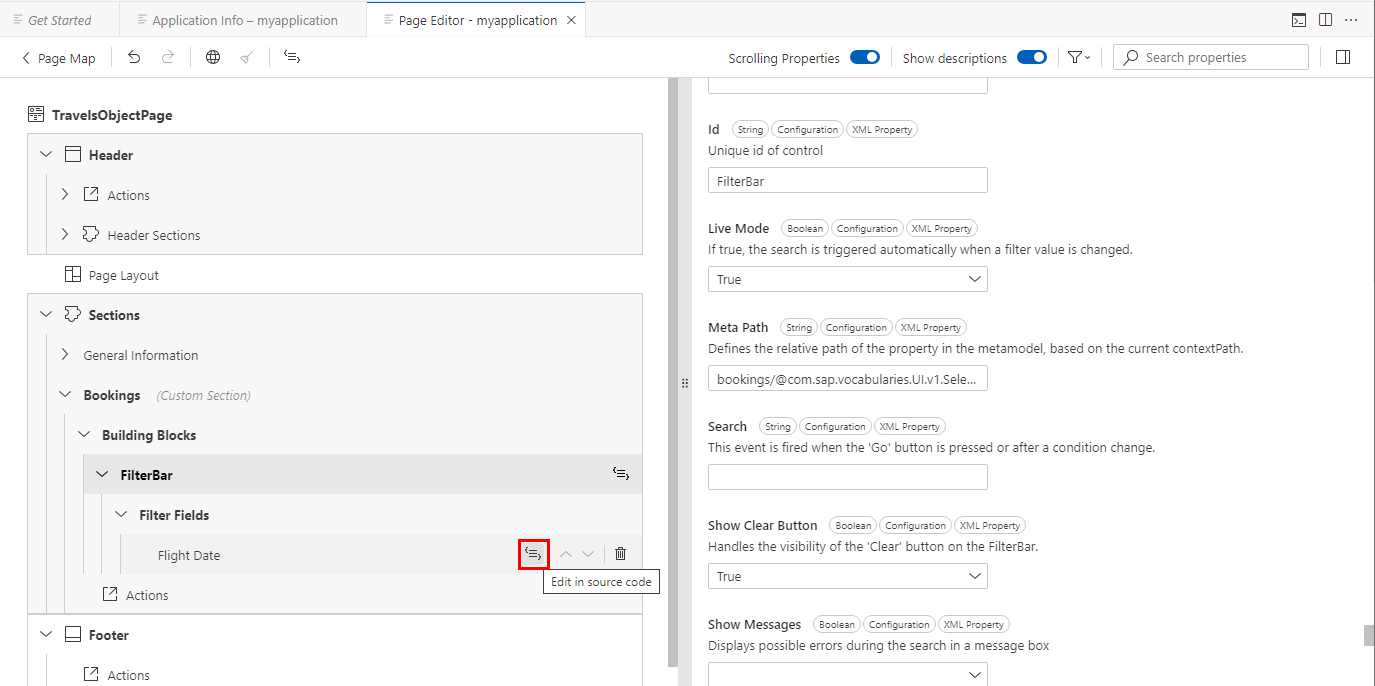 Get Started
Application Info – myapplication
Page Editor - myapplication
Page Map
Scrolling Properties
Show descriptions
Search properties
TravelsObjectPage
Header
Actions
Header Sections
Page Layout
Sections
General Information
Bookings (Custom Section)
Building Blocks
FilterBar
Filter Fields
Flight Date
Edit in source code
Actions
Footer
Actions
Id String Configuration XML Property
Unique id of control
FilterBar
Live Mode Boolean Configuration XML Property
If true, the search is triggered automatically when a filter value is changed.
True
Meta Path String Configuration XML Property
Defines the relative path of the property in the metamodel, based on the current contextPath.
bookings/@com.sap.vocabularies.UI.v1.Sele...
Search String Configuration XML Property
This event is fired when the 'Go' button is pressed or after a condition change.
Show Clear Button Boolean Configuration XML Property
Handles the visibility of the 'Clear' button on the FilterBar.
True
Show Messages Boolean Configuration XML Property
Displays possible errors during the search in a message box